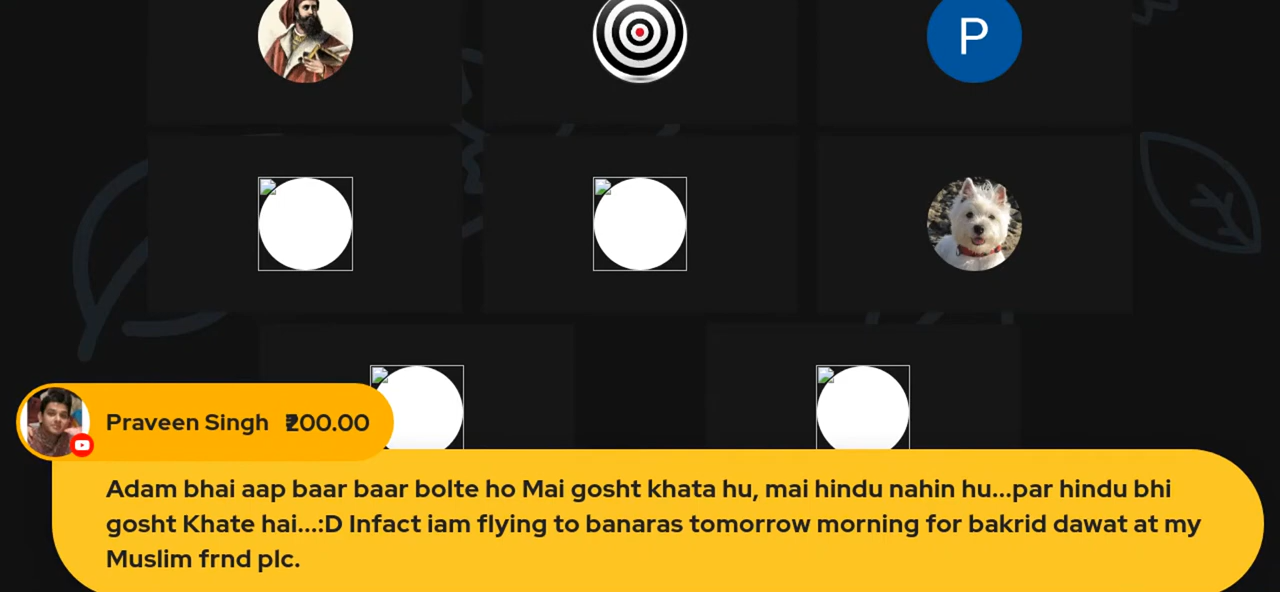 P
Praveen Singh ₹200.00
Adam bhai aap baar baar bolte ho Mai gosht khata hu, mai hindu nahin hu...par hindu bhi
gosht Khate hai...:D Infact iam flying to banaras tomorrow morning for bakrid dawat at my
Muslim frnd plc.